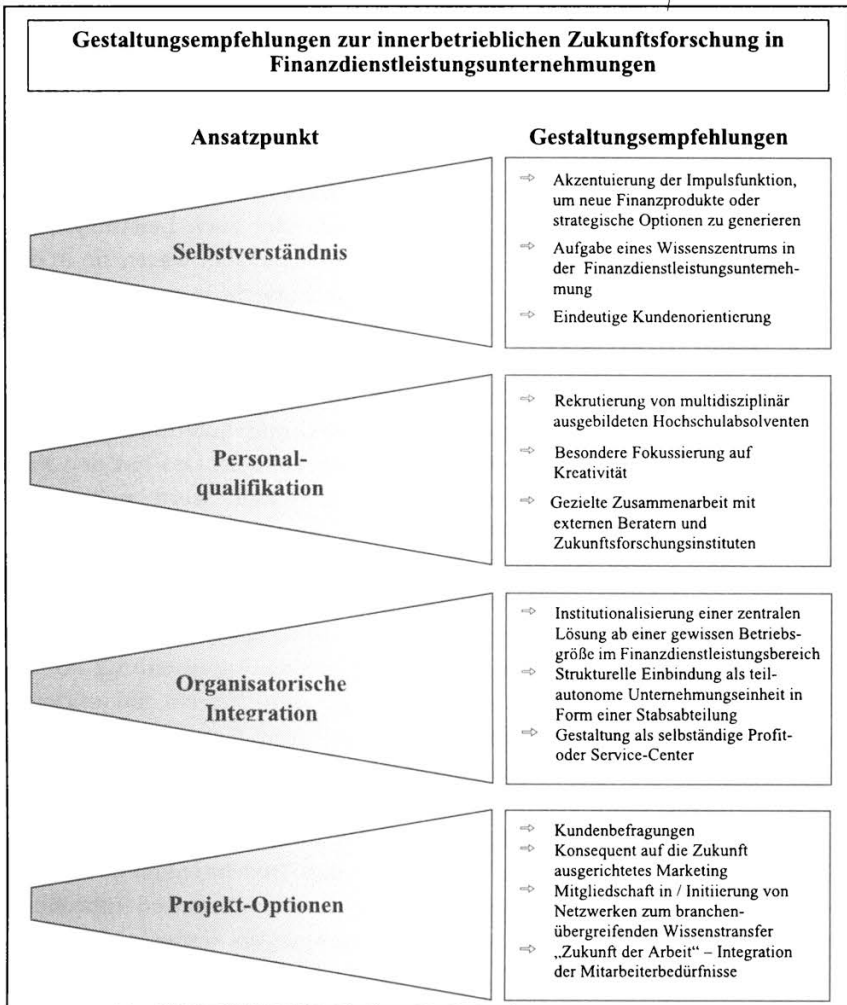 Gestaltungsempfehlungen zur innerbetrieblichen Zukunftsforschung in
Finanzdienstleistungsunternehmungen
Ansatzpunkt
Gestaltungsempfehlungen
Selbstverständnis
⇨ Akzentuierung der Impulsfunktion,
um neue Finanzprodukte oder
strategische Optionen zu generieren
⇨ Aufgabe eines Wissenszentrums in
der Finanzdienstleistungsunterneh-
mung
⇨ Eindeutige Kundenorientierung
Personal-
qualifikation
⇨ Rekrutierung von multidisziplinär
ausgebildeten Hochschulabsolventen
⇨ Besondere Fokussierung auf
Kreativität
⇨ Gezielte Zusammenarbeit mit
externen Beratern und
Zukunftsforschungsinstituten
Organisatorische
Integration
⇨ Institutionalisierung einer zentralen
Lösung ab einer gewissen Betriebs-
größe im Finanzdienstleistungsbereich
⇨ Strukturelle Einbindung als teil-
autonome Unternehmungseinheit in
Form einer Stabsabteilung
⇨ Gestaltung als selbständige Profit-
oder Service-Center
Projekt-Optionen
⇨ Kundenbefragungen
⇨ Konsequent auf die Zukunft
ausgerichtetes Marketing
⇨ Mitgliedschaft in / Initiierung von
Netzwerken zum branchen-
übergreifenden Wissenstransfer
⇨ „Zukunft der Arbeit" – Integration
der Mitarbeiterbedürfnisse